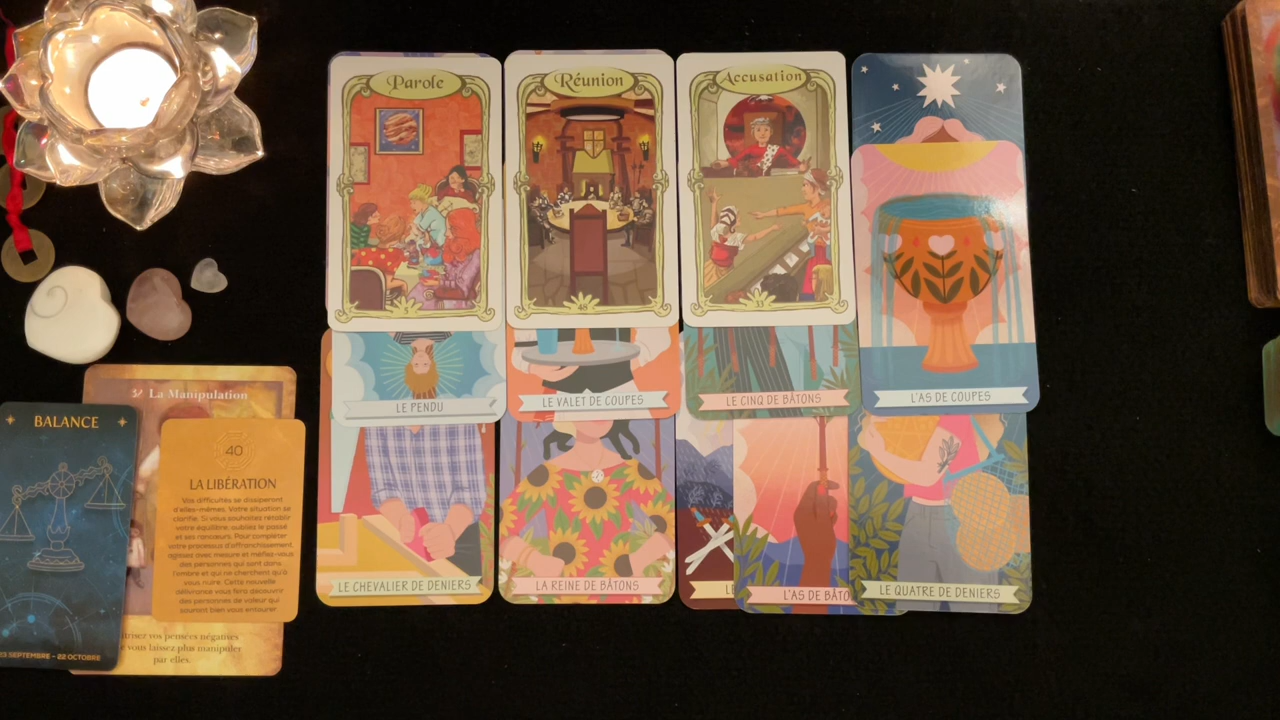 Parole
Réunion
48
Accusation
33
LE PENDU
LE VALET DE COUPES
LE CINQ DE BÂTONS
L'AS DE COUPES
LE CHEVALIER DE DENIERS
LA REINE DE BÂTONS
L'AS DE BÂTO
LE QUATRE DE DENIERS
La Manipulation
BALANCE
23 SEPTEMBRE - 22 OCTOBRE
40
LA LIBÉRATION
Vos difficultés se dissiperont
d'elles-mêmes. Votre situation se
clarifie. Si vous souhaitez rétablir
votre équilibre, oubliez le passé
et ses rancœurs. Pour compléter
votre processus d'affranchissement,
agissez avec mesure et méfiez-vous
des personnes qui sont dans
l'ombre et qui ne cherchent qu'à
vous nuire. Cette nouvelle
délivrance vous fera découvrir
des personnes de valeur qui
sauront bien vous entourer.
trisez vos pensées négatives
vous laissez plus manipuler
par elles.